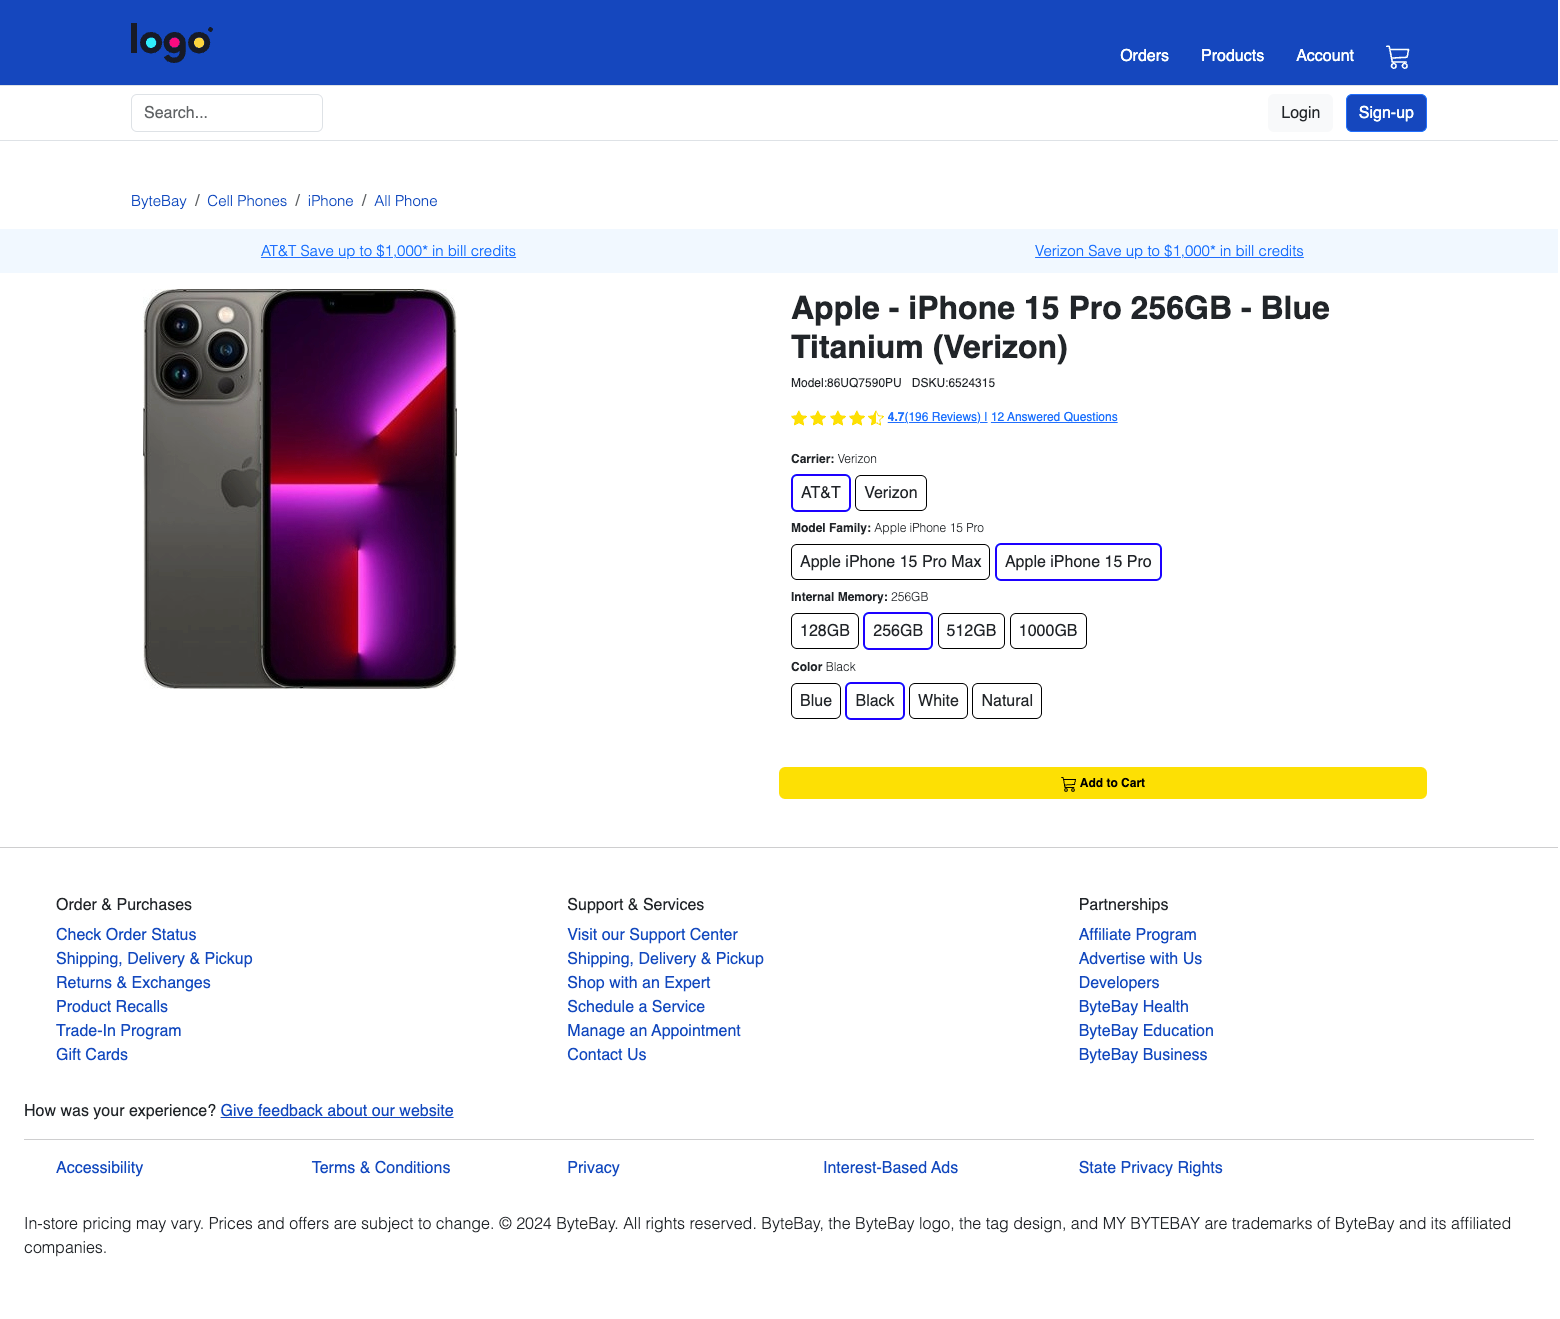 logo
Orders Products Account
Search...
Login Sign-up
ByteBay / Cell Phones / iPhone / All Phone
AT&T Save up to $1,000* in bill credits
Verizon Save up to $1,000* in bill credits
Apple - iPhone 15 Pro 256GB - Blue
Titanium (Verizon)
Model:86UQ7590PU DSKU:6524315
4.7(196 Reviews) | 12 Answered Questions
Carrier: Verizon
AT&T Verizon
Model Family: Apple iPhone 15 Pro
Apple iPhone 15 Pro Max Apple iPhone 15 Pro
Internal Memory: 256GB
128GB 256GB 512GB 1000GB
Color Black
Blue Black White Natural
Add to Cart
Order & Purchases
Check Order Status
Shipping, Delivery & Pickup
Returns & Exchanges
Product Recalls
Trade-In Program
Gift Cards
Support & Services
Visit our Support Center
Shipping, Delivery & Pickup
Shop with an Expert
Schedule a Service
Manage an Appointment
Contact Us
Partnerships
Affiliate Program
Advertise with Us
Developers
ByteBay Health
ByteBay Education
ByteBay Business
How was your experience? Give feedback about our website
Accessibility Terms & Conditions Privacy Interest-Based Ads State Privacy Rights
In-store pricing may vary. Prices and offers are subject to change. © 2024 ByteBay. All rights reserved. ByteBay, the ByteBay logo, the tag design, and MY BYTEBAY are trademarks of ByteBay and its affiliated
companies.